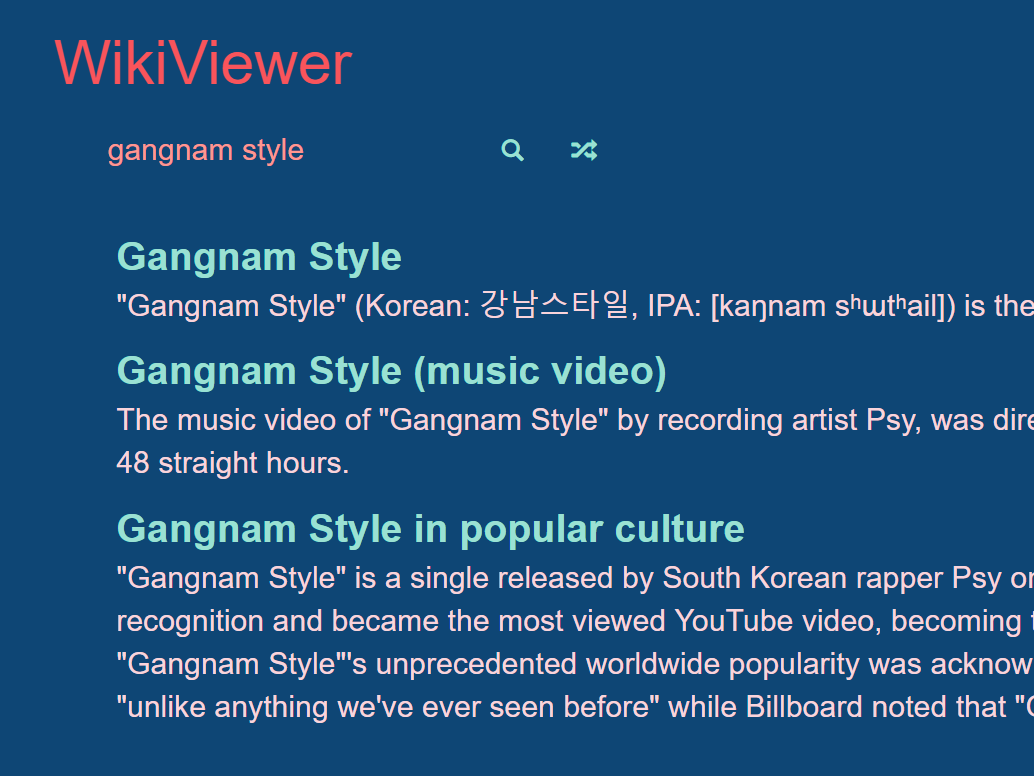 WikiViewer
gangnam style
Gangnam Style
"Gangnam Style" (Korean: 강남스타일, IPA: [kaŋnam sʰɯtʰail]) is the
Gangnam Style (music video)
The music video of "Gangnam Style" by recording artist Psy, was dire
48 straight hours.
Gangnam Style in popular culture
"Gangnam Style" is a single released by South Korean rapper Psy on
recognition and became the most viewed YouTube video, becoming t
"Gangnam Style"'s unprecedented worldwide popularity was acknow
"unlike anything we've ever seen before" while Billboard noted that "G